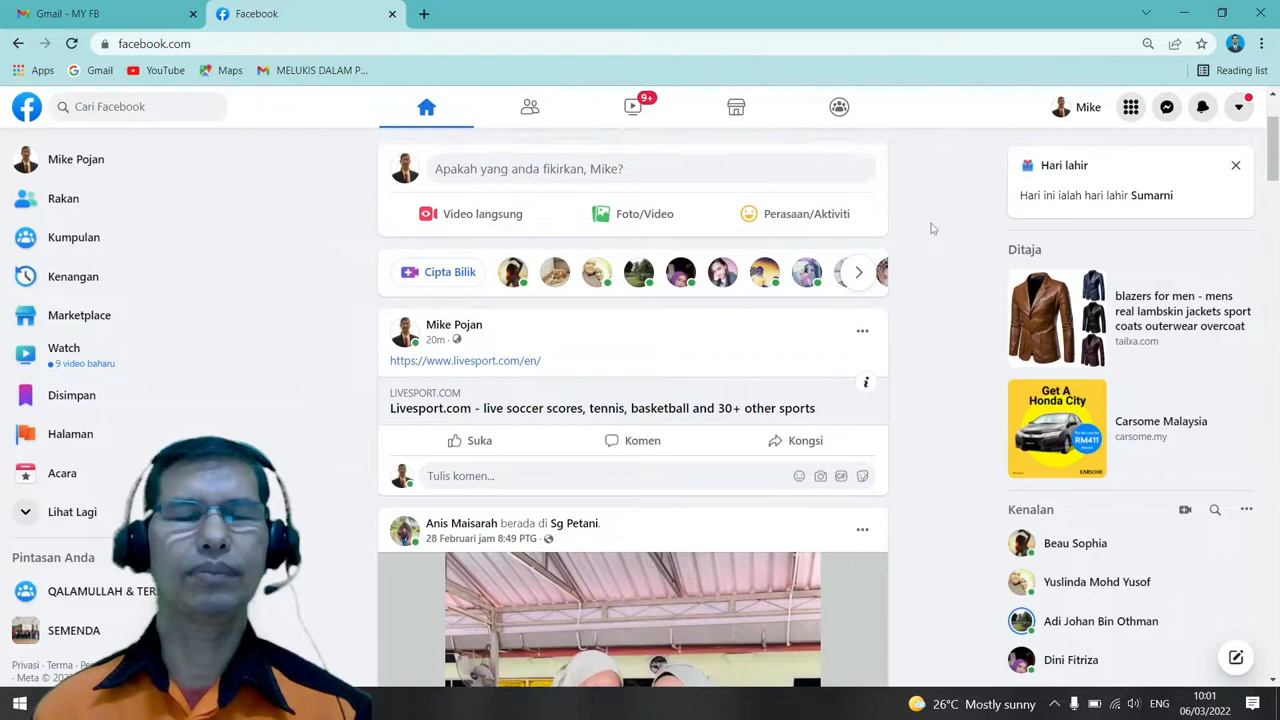 Gmail - MY FB
Facebook
facebook.com
Apps
Gmail
YouTube
Maps
MELUKIS DALAM P...
Reading list
Cari Facebook
9+
Mike
Mike Pojan
Rakan
Kumpulan
Kenangan
Marketplace
Watch
9 video baharu
Disimpan
Halaman
Acara
Lihat Lagi
Pintasan Anda
QALAMULLAH & TER
SEMENDA
Privasi · Terma ·
· Meta ©
Apakah yang anda fikirkan, Mike?
Video langsung
Foto/Video
Perasaan/Aktiviti
Cipta Bilik
Mike Pojan
20m ·
https://www.livesport.com/en/
LIVESPORT.COM
Livesport.com - live soccer scores, tennis, basketball and 30+ other sports
Suka
Komen
Kongsi
Tulis komen...
GIF
Anis Maisarah berada di Sg Petani.
28 Februari jam 8:49 PTG ·
Hari lahir
Hari ini ialah hari lahir Sumarni
Ditaja
blazers for men - mens
real lambskin jackets sport
coats outerwear overcoat
tailxa.com
Get A
Honda City
RM411
CARSOME
Carsome Malaysia
carsome.my
Kenalan
Beau Sophia
Yuslinda Mohd Yusof
Adi Johan Bin Othman
Dini Fitriza
26°C Mostly sunny
ENG
10:01
06/03/2022